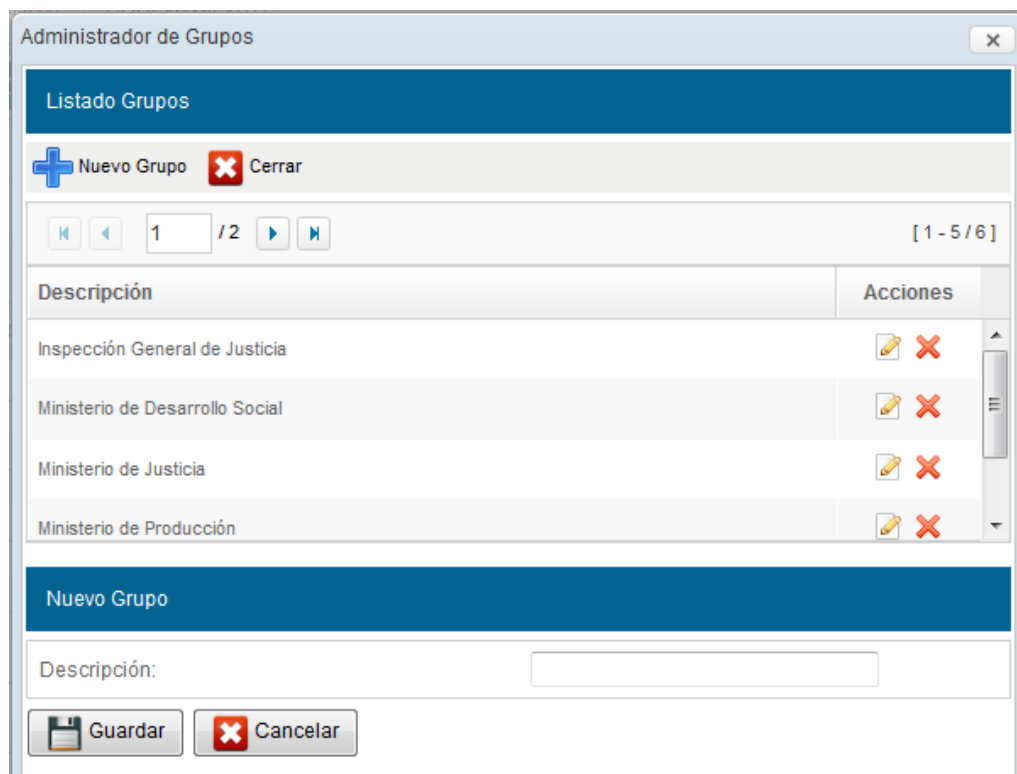 Administrador de Grupos
Listado Grupos
Nuevo Grupo Cerrar
1 / 2 [ 1 - 5 / 6 ]
Descripción Acciones
Inspección General de Justicia
Ministerio de Desarrollo Social
Ministerio de Justicia
Ministerio de Producción
Nuevo Grupo
Descripción:
Guardar Cancelar